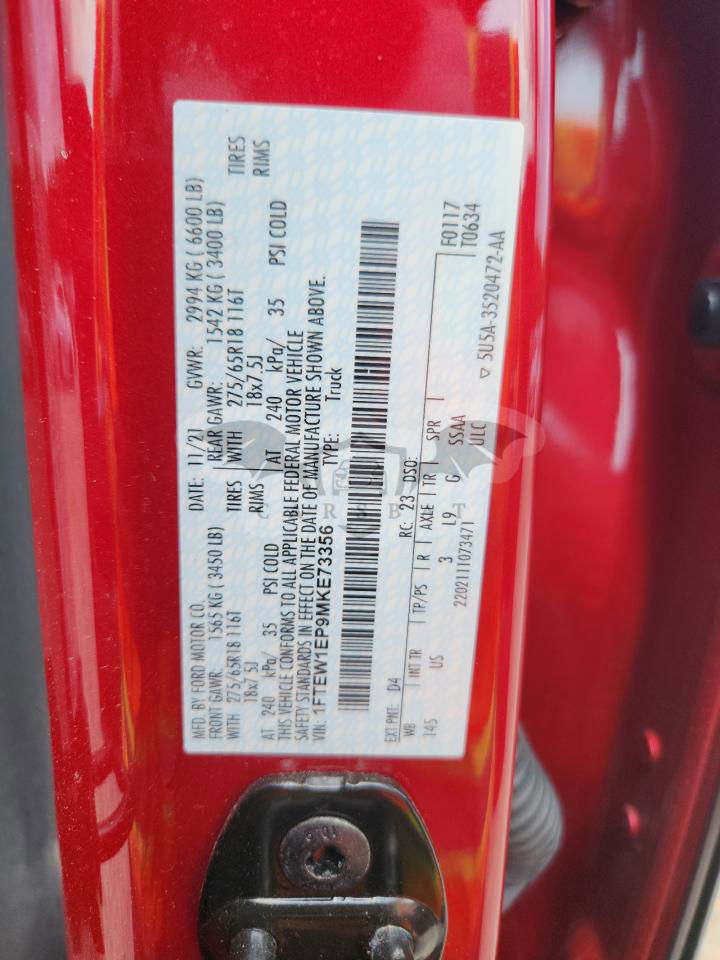 MFD. BY FORD MOTOR CO.
DATE: 11/21 GVWR: 2994 KG ( 6600 LB)
FRONT GAWR: 1565 KG ( 3450 LB) REAR GAWR: 1542 KG ( 3400 LB)
WITH 275/65R18 116T TIRES WITH 275/65R18 116T TIRES
18x7.5J RIMS 18x7.5J RIMS
AT 240 kPa/ 35 PSI COLD AT 240 kPa/ 35 PSI COLD
THIS VEHICLE CONFORMS TO ALL APPLICABLE FEDERAL MOTOR VEHICLE
SAFETY STANDARDS IN EFFECT ON THE DATE OF MANUFACTURE SHOWN ABOVE.
VIN: 1FTEW1EP9MKE73356 TYPE: Truck
EXT PNT: D4 RC: 23 DSO: F0117
WB INT TR TP/PS R AXLE TR SPR T0634
145 US 3 L9 G SSAA
2202111073471 ULC
5U5A-3520472-AA
C R B T